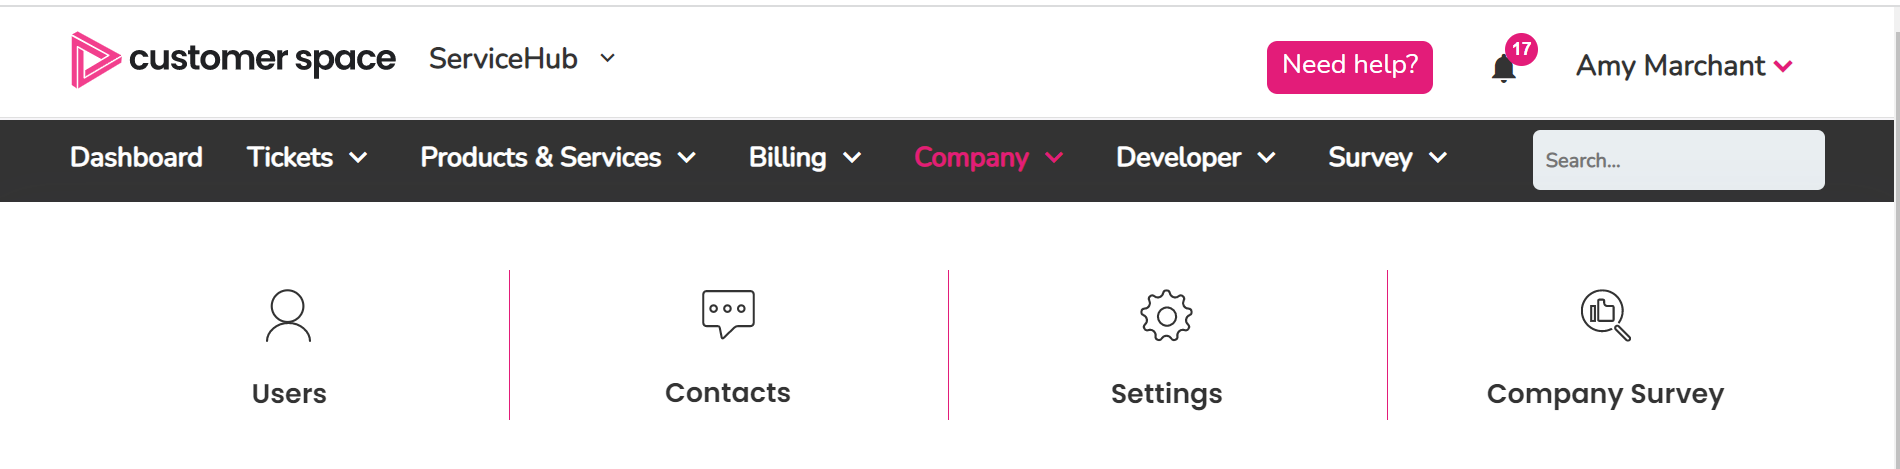 customer space ServiceHub Need help? 17 Amy Marchant
Dashboard Tickets Products & Services Billing Company Developer Survey Search...
Users Contacts Settings Company Survey